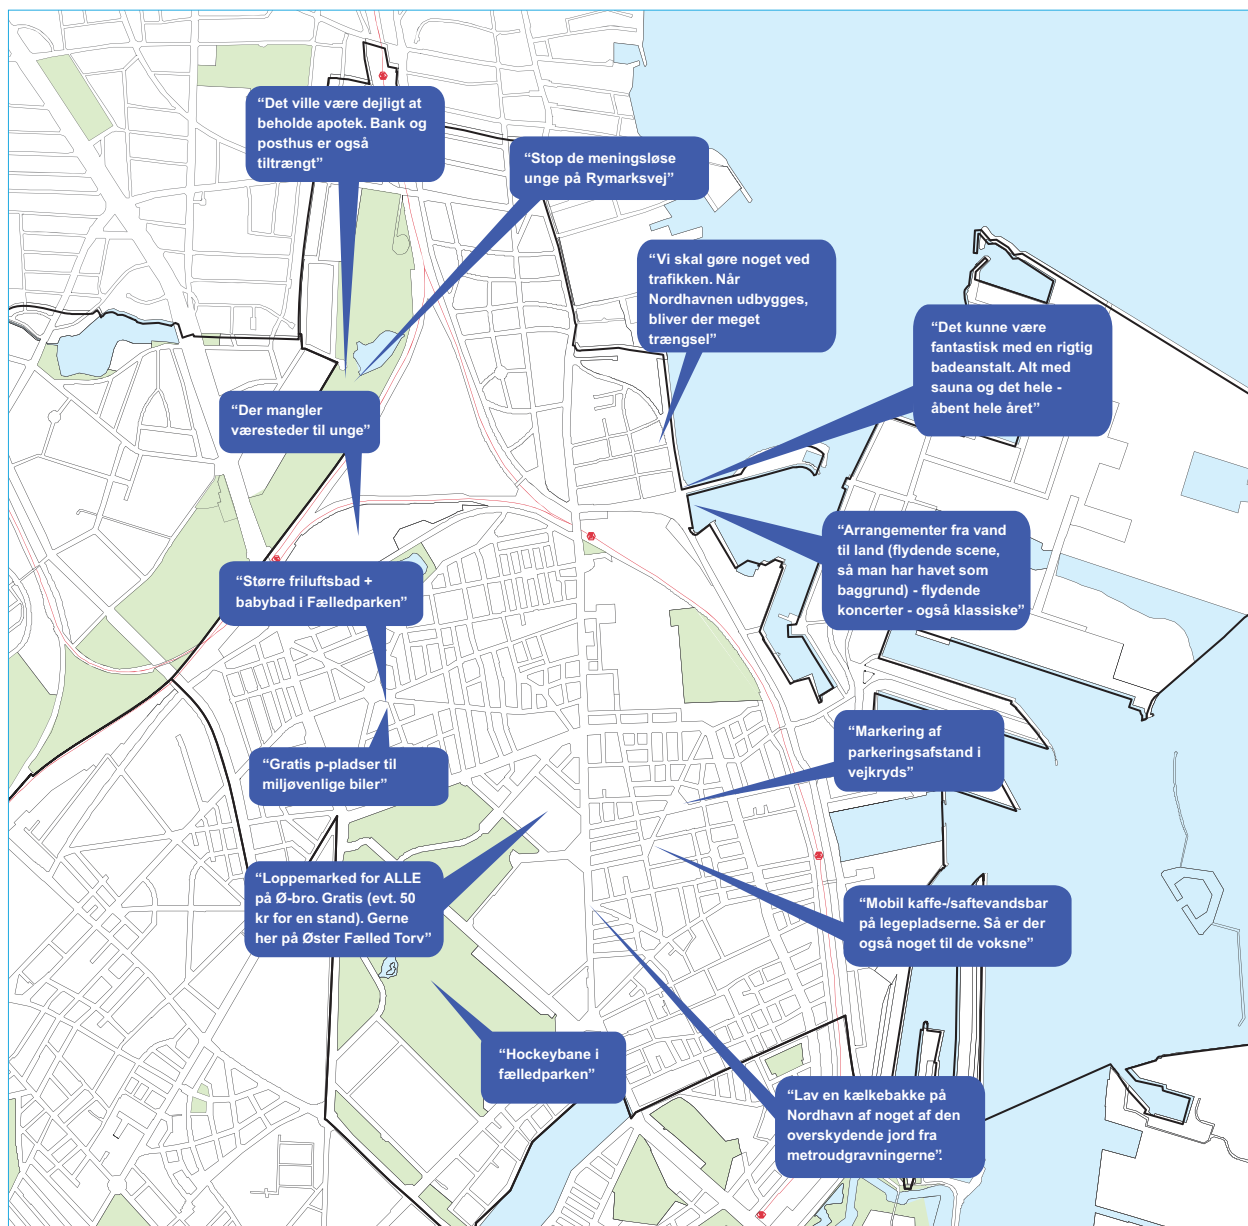 “Det ville være dejligt at
beholde apotek. Bank og
posthus er også
tiltrængt”
“Stop de meningsløse
unge på Rymarksvej”
“Vi skal gøre noget ved
trafikken. Når
Nordhavnen udbygges,
bliver der meget
trængsel”
“Det kunne være
fantastisk med en rigtig
badeanstalt. Alt med
sauna og det hele -
åbent hele året”
“Der mangler
væresteder til unge”
“Arrangementer fra vand
til land (flydende scene,
så man har havet som
baggrund) - flydende
koncerter - også klassiske”
“Større friluftsbad +
babybad i Fælledparken”
“Markering af
parkeringsafstand i
vejkryds”
“Gratis p-pladser til
miljøvenlige biler”
“Loppemarked for ALLE
på Ø-bro. Gratis (evt. 50
kr for en stand). Gerne
her på Øster Fælled Torv”
“Mobil kaffe-/saftevandsbar
på legepladserne. Så er der
også noget til de voksne”
“Hockeybane i
fælledparken”
“Lav en kælkebakke på
Nordhavn af noget af den
overskydende jord fra
metroudgravningerne”.